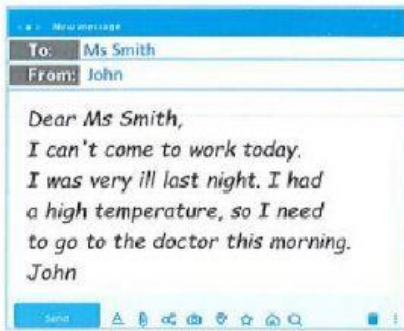 New message
To: Ms Smith
From: John
Dear Ms Smith,
I can't come to work today.
I was very ill last night. I had
a high temperature, so I need
to go to the doctor this morning.
John
Send